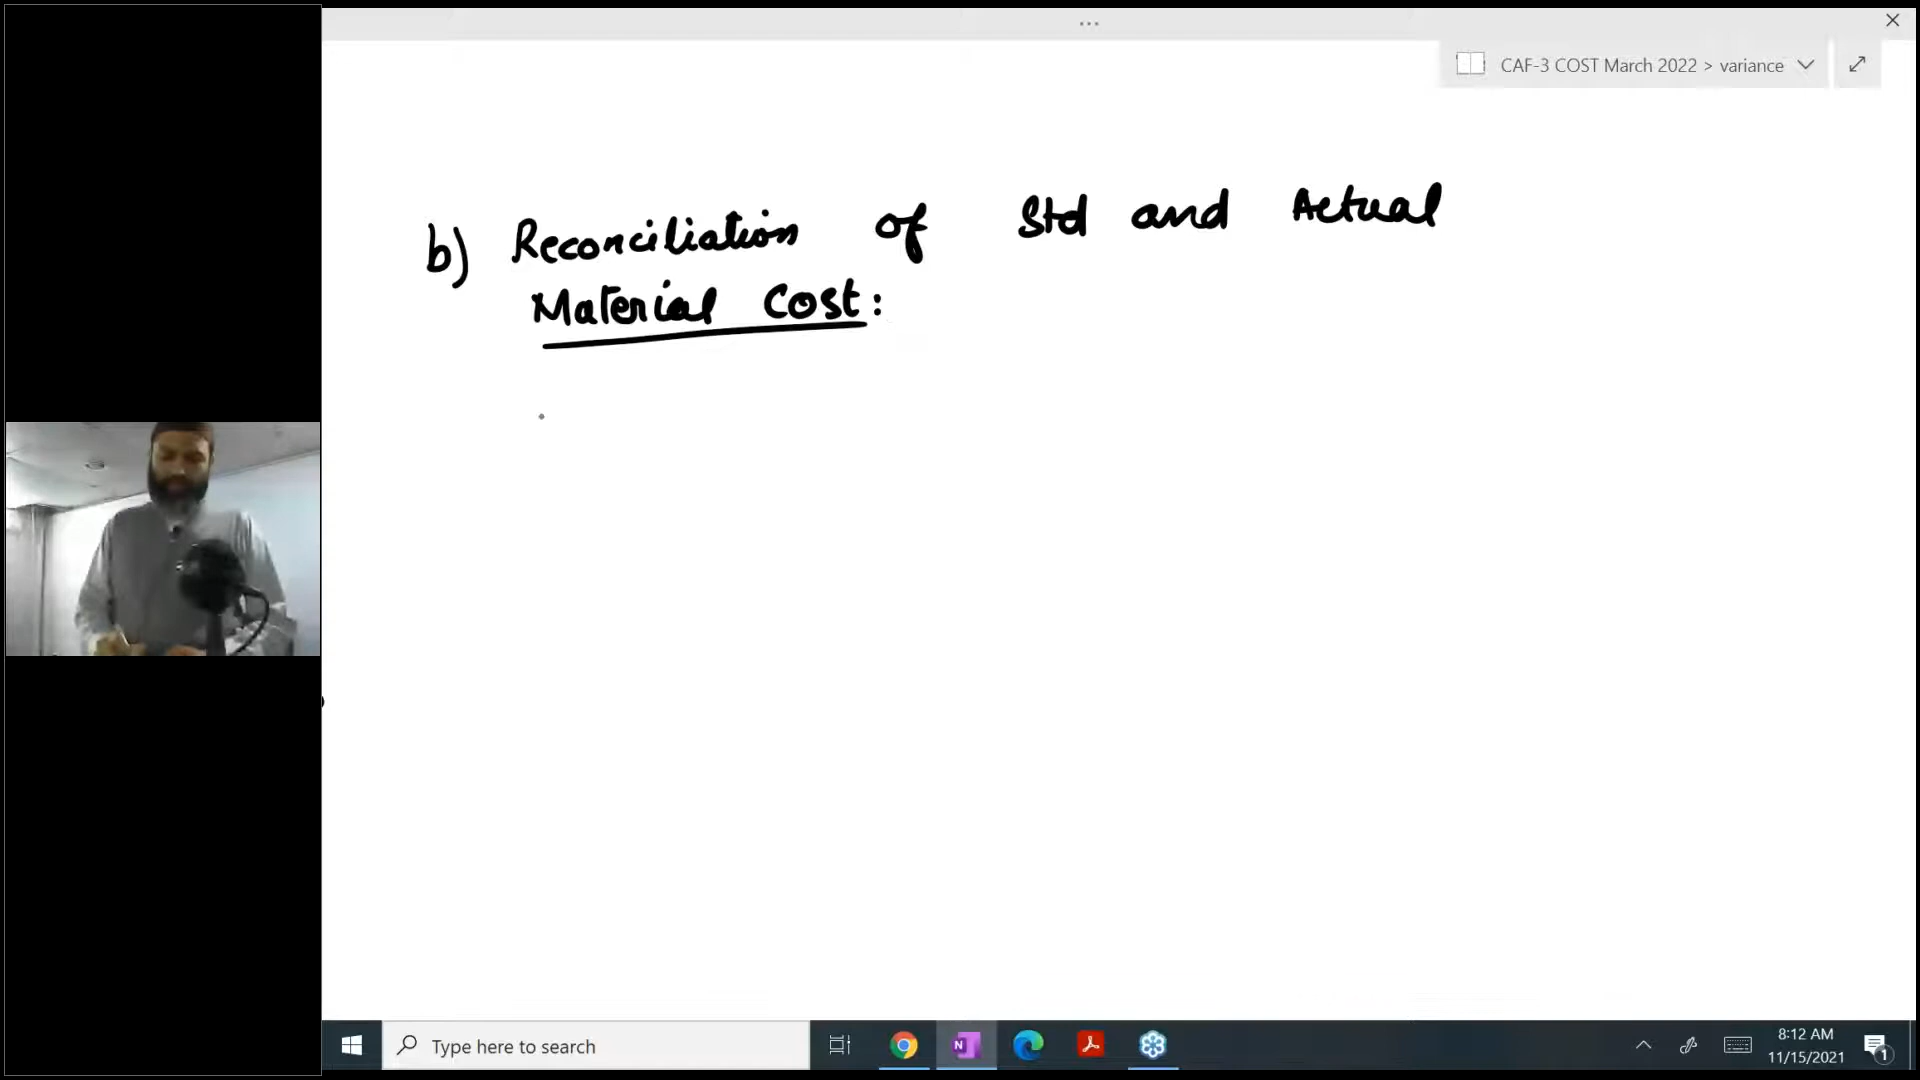 CAF-3 COST March 2022 > variance
b) Reconciliation of Std and Actual
Material Cost:
Type here to search
8:12 AM
11/15/2021
1